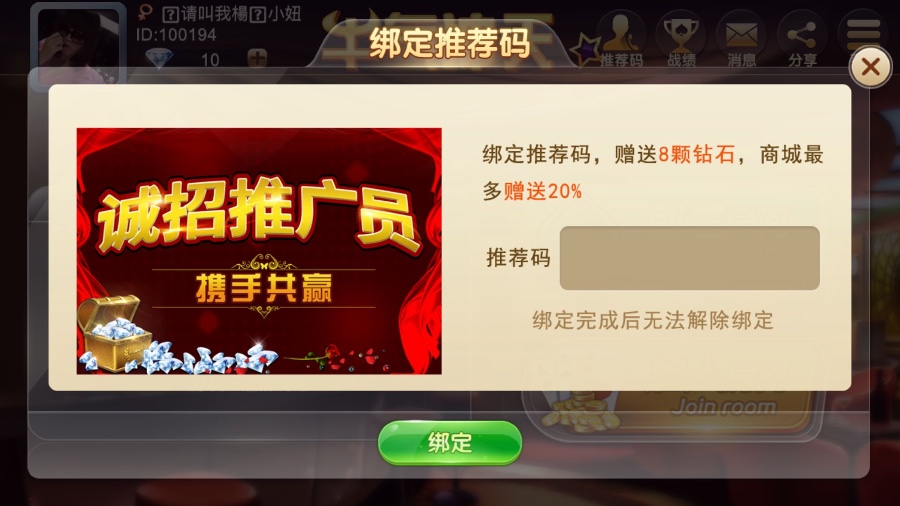 请叫我楊 小妞
ID:100194
10
绑定推荐码
推荐码 战绩 消息 分享
诚招推广员
携手共赢
绑定推荐码，赠送8颗钻石，商城最
多赠送20%
推荐码
绑定完成后无法解除绑定
Join room
绑定